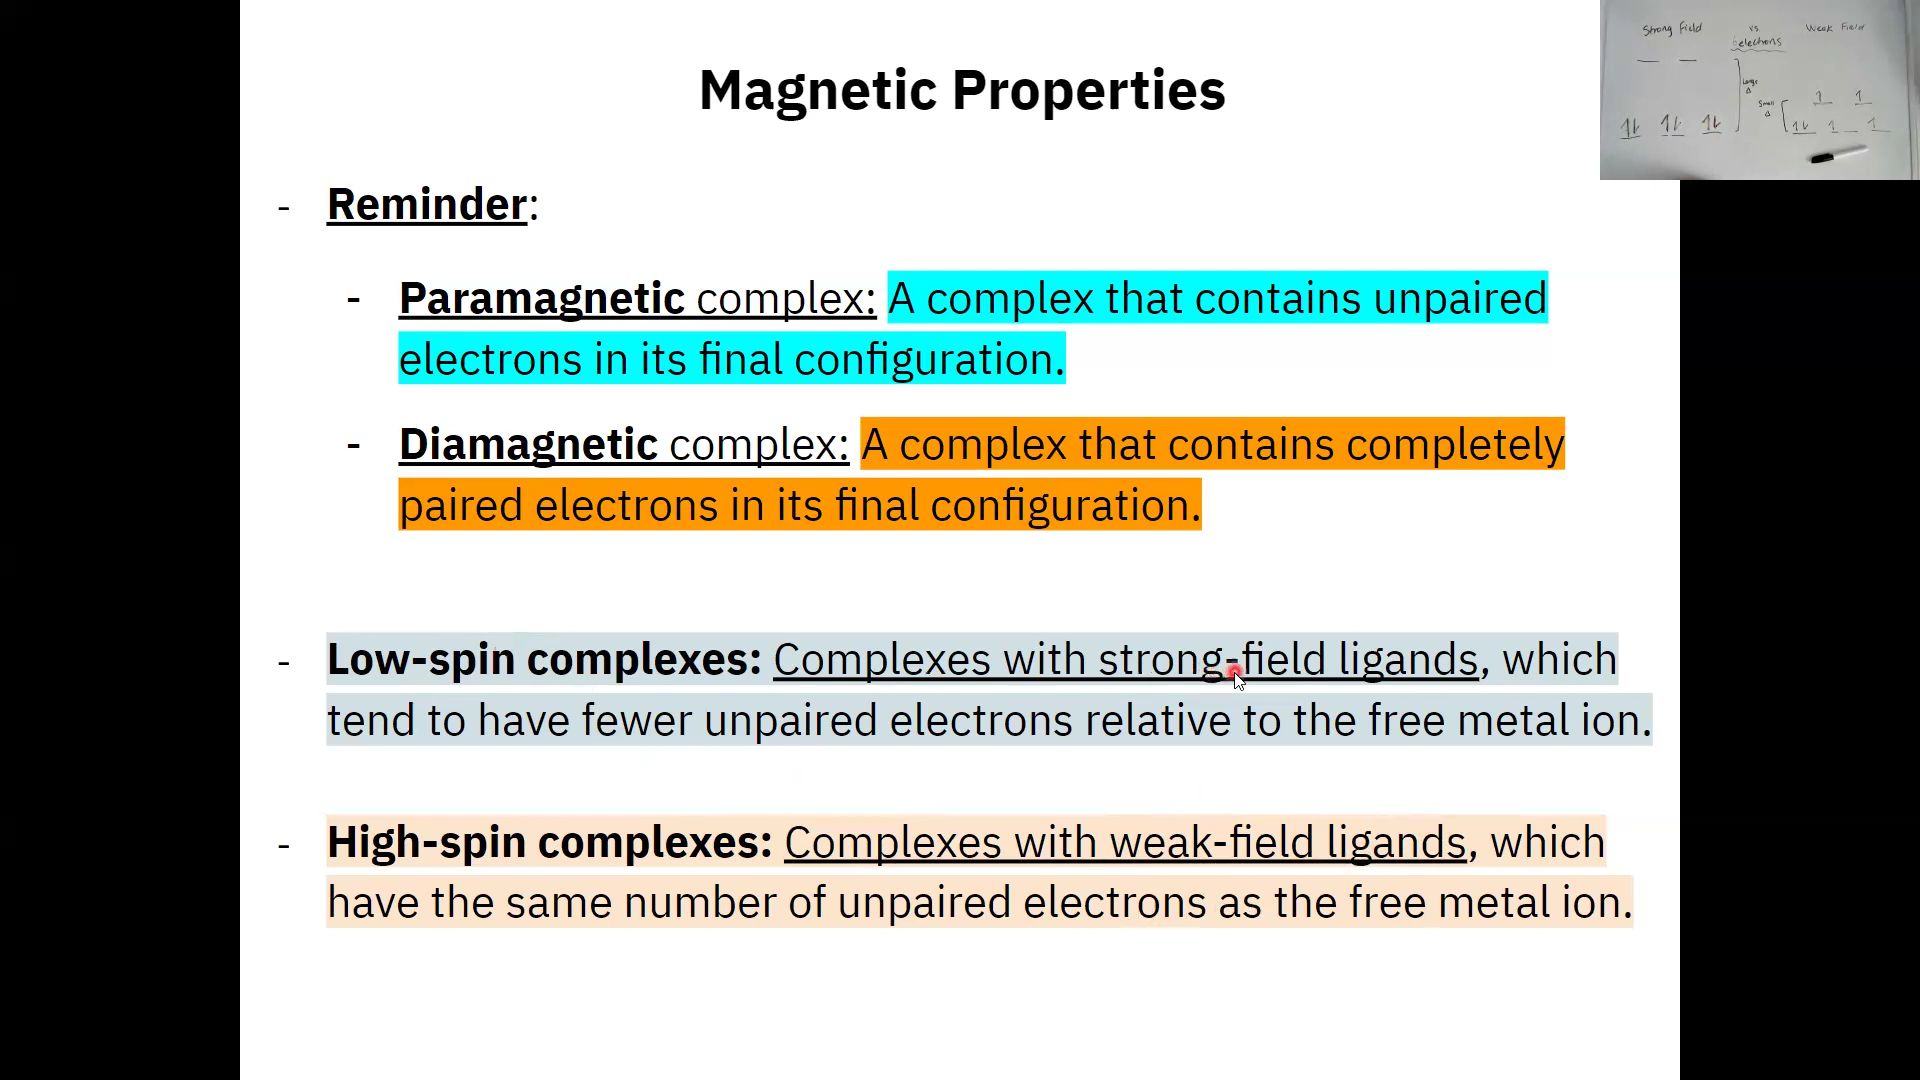 Magnetic Properties
- Reminder:
- Paramagnetic complex: A complex that contains unpaired
electrons in its final configuration.
- Diamagnetic complex: A complex that contains completely
paired electrons in its final configuration.
- Low-spin complexes: Complexes with strong-field ligands, which
tend to have fewer unpaired electrons relative to the free metal ion.
- High-spin complexes: Complexes with weak-field ligands, which
have the same number of unpaired electrons as the free metal ion.
Strong Field vs. Weak Field
electrons
Large
Δ
Small
Δ